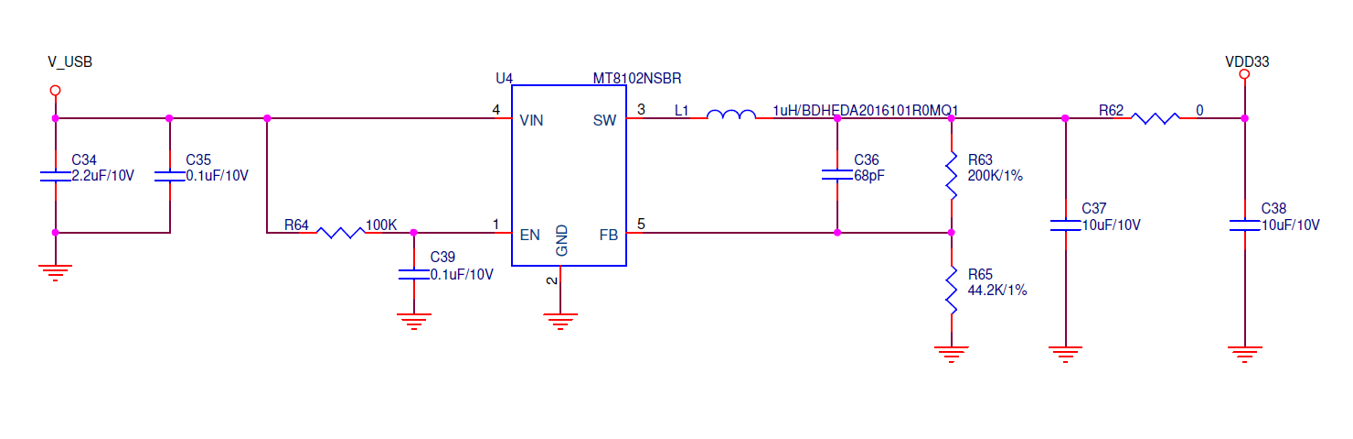 V_USB
VDD33
U4
MT8102NSBR
4
VIN
SW
3
L1
1uH/BDHEDA2016101R0MQ1
R62
0
C34
2.2uF/10V
C35
0.1uF/10V
C36
68pF
R63
200K/1%
C37
10uF/10V
C38
10uF/10V
R64
100K
1
EN
GND
FB
5
2
C39
0.1uF/10V
R65
44.2K/1%